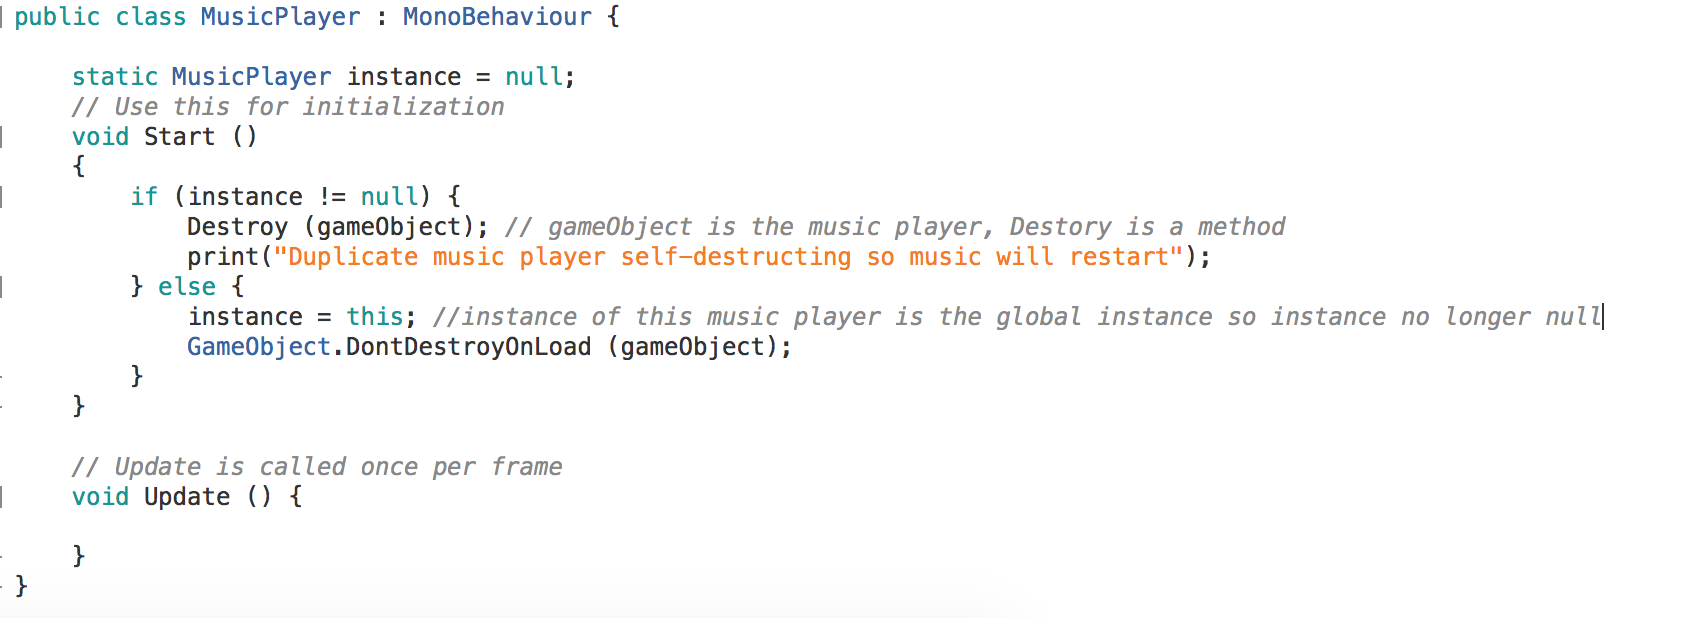 public class MusicPlayer : MonoBehaviour {
static MusicPlayer instance = null;
// Use this for initialization
void Start ()
{
if (instance != null) {
Destroy (gameObject); // gameObject is the music player, Destory is a method
print("Duplicate music player self-destructing so music will restart");
} else {
instance = this; //instance of this music player is the global instance so instance no longer null
GameObject.DontDestroyOnLoad (gameObject);
}
}
// Update is called once per frame
void Update () {
}
}